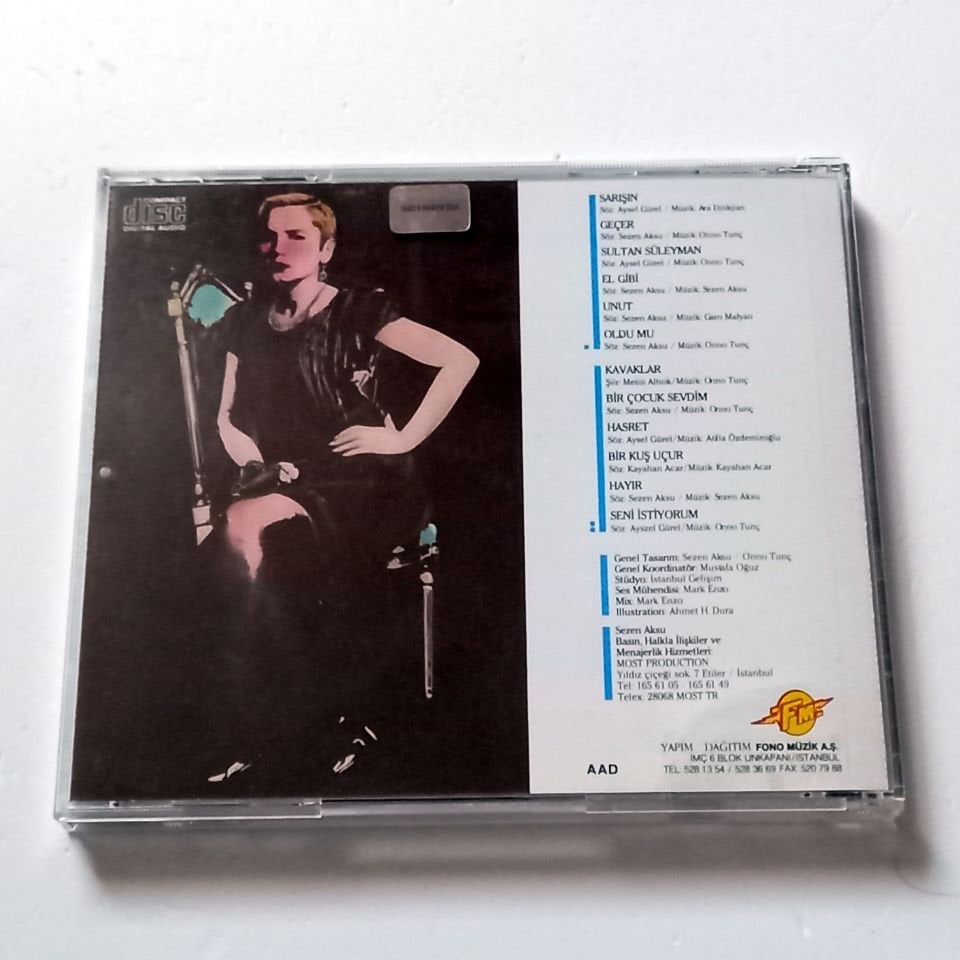 COMPACT
disc
DIGITAL AUDIO
SARIŞIN
Söz: Aysel Gürel / Müzik: Ara Dinkjian
GEÇER
Söz: Sezen Aksu / Müzik: Onno Tunç
SULTAN SÜLEYMAN
Söz: Aysel Gürel / Müzik: Onno Tunç
EL GİBİ
Söz: Sezen Aksu / Müzik: Sezen Aksu
UNUT
Söz: Sezen Aksu / Müzik: Garo Mafyan
OLDU MU
Söz: Sezen Aksu / Müzik: Onno Tunç
KAVAKLAR
Şiir: Metin Altıok/Müzik: Onno Tunç
BİR ÇOCUK SEVDİM
Söz: Sezen Aksu / Müzik: Onno Tunç
HASRET
Söz: Aysel Gürel/Müzik: Atilla Özdemiroğlu
BİR KUŞ UÇUR
Söz: Kayahan Acar/Müzik: Kayahan Acar
HAYIR
Söz: Sezen Aksu / Müzik: Sezen Aksu
SENİ İSTİYORUM
Söz: Ayszel Gürel/Müzik: Onno Tunç
Genel Tasarım: Sezen Aksu / Onno Tunç
Genel Koordinatör: Mustafa Oğuz
Stüdyo: İstanbul Gelişim
Ses Mühendisi: Mark Enzo
Mix: Mark Enzo
Illustration: Ahmet H. Dura
Sezen Aksu
Basın, Halkla İlişkiler ve
Menajerlik Hizmetleri:
MOST PRODUCTION
Yıldız çiçeği sok. 7 Etiler / İstanbul
Tel: 165 61 05 - 165 61 49
Telex: 28068 MOST TR
FM
YAPIM DAĞITIM FONO MÜZİK A.Ş.
İMÇ 6 BLOK UNKAPANI/İSTANBUL
AAD
TEL: 528 13 54 / 528 36 69 FAX: 520 79 88